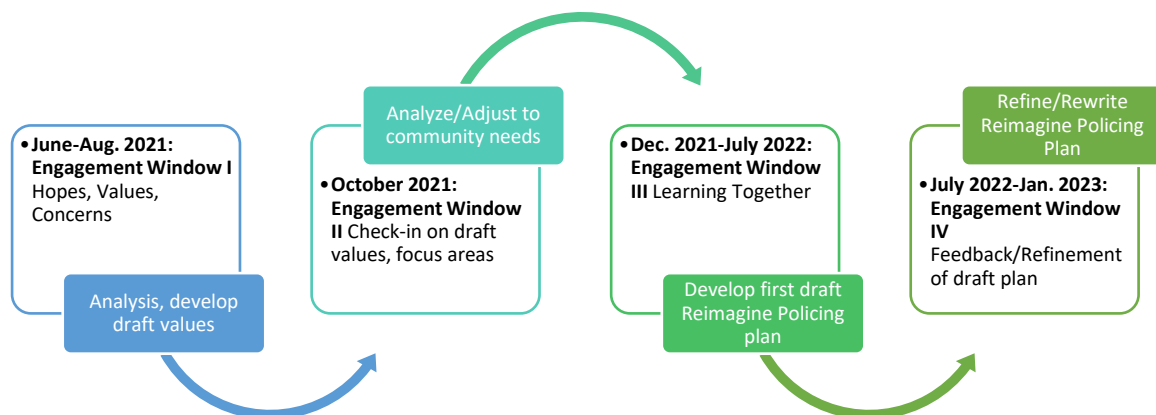 •June-Aug. 2021:
Engagement Window I
Hopes, Values,
Concerns
Analysis, develop
draft values
Analyze/Adjust to
community needs
•October 2021:
Engagement Window
II Check-in on draft
values, focus areas
•Dec. 2021-July 2022:
Engagement Window
III Learning Together
Develop first draft
Reimagine Policing
plan
Refine/Rewrite
Reimagine Policing
Plan
•July 2022-Jan. 2023:
Engagement Window
IV
Feedback/Refinement
of draft plan